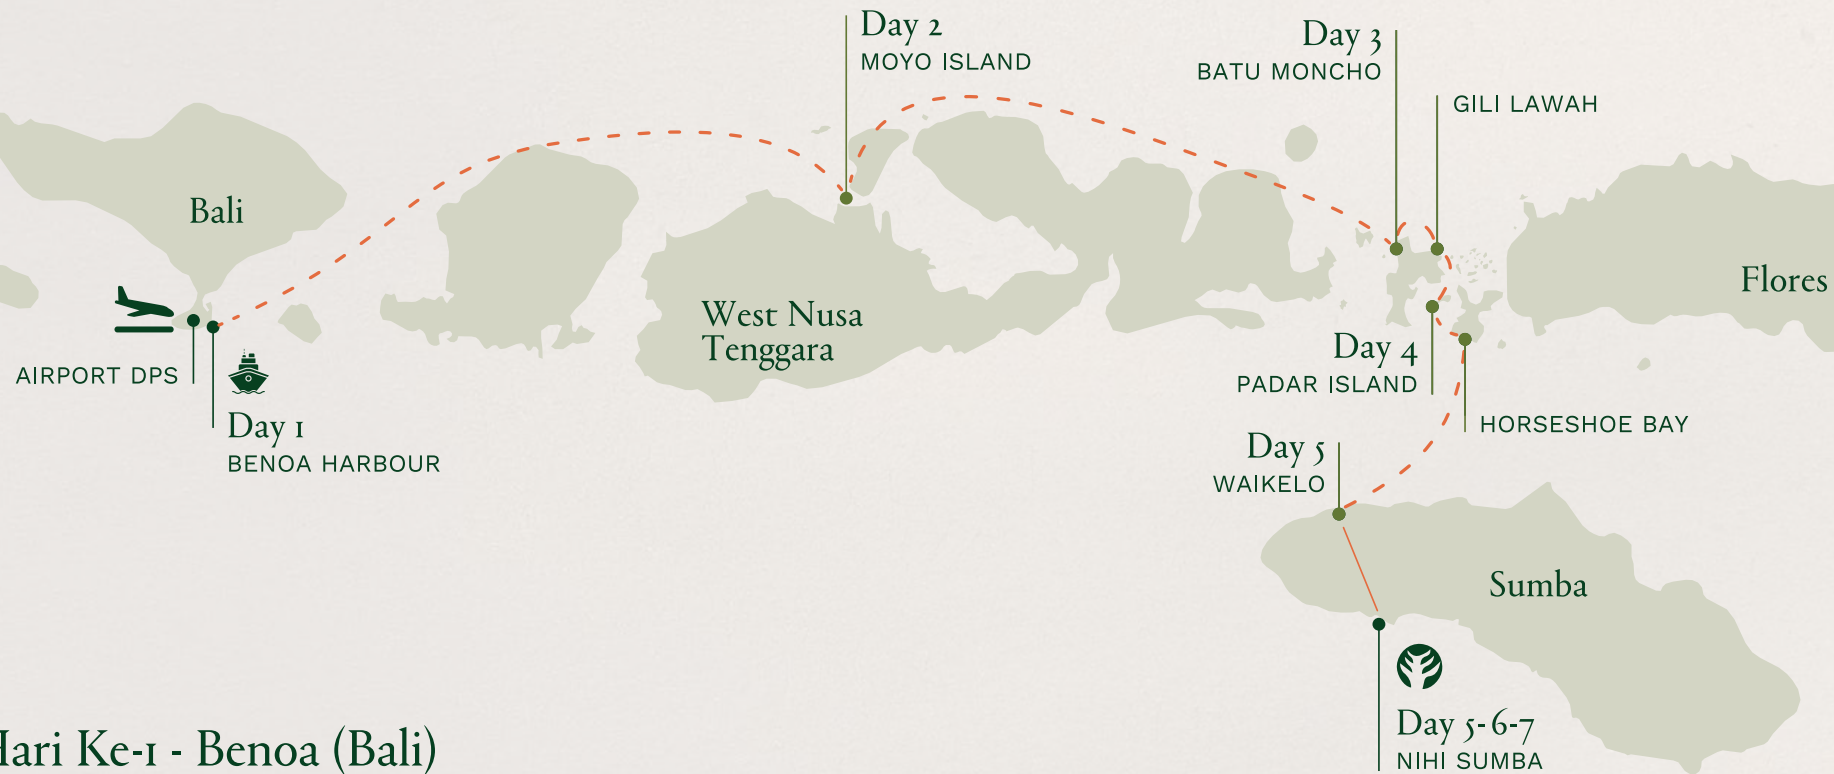 Day 2
MOYO ISLAND
Day 3
BATU MONCHO
GILI LAWAH
Bali
Flores
West Nusa
Tenggara
AIRPORT DPS
Day 1
BENOA HARBOUR
Day 4
PADAR ISLAND
HORSESHOE BAY
Day 5
WAIKELO
Sumba
Day 5-6-7
NIHI SUMBA
Hari Ke-1 - Benoa (Bali)